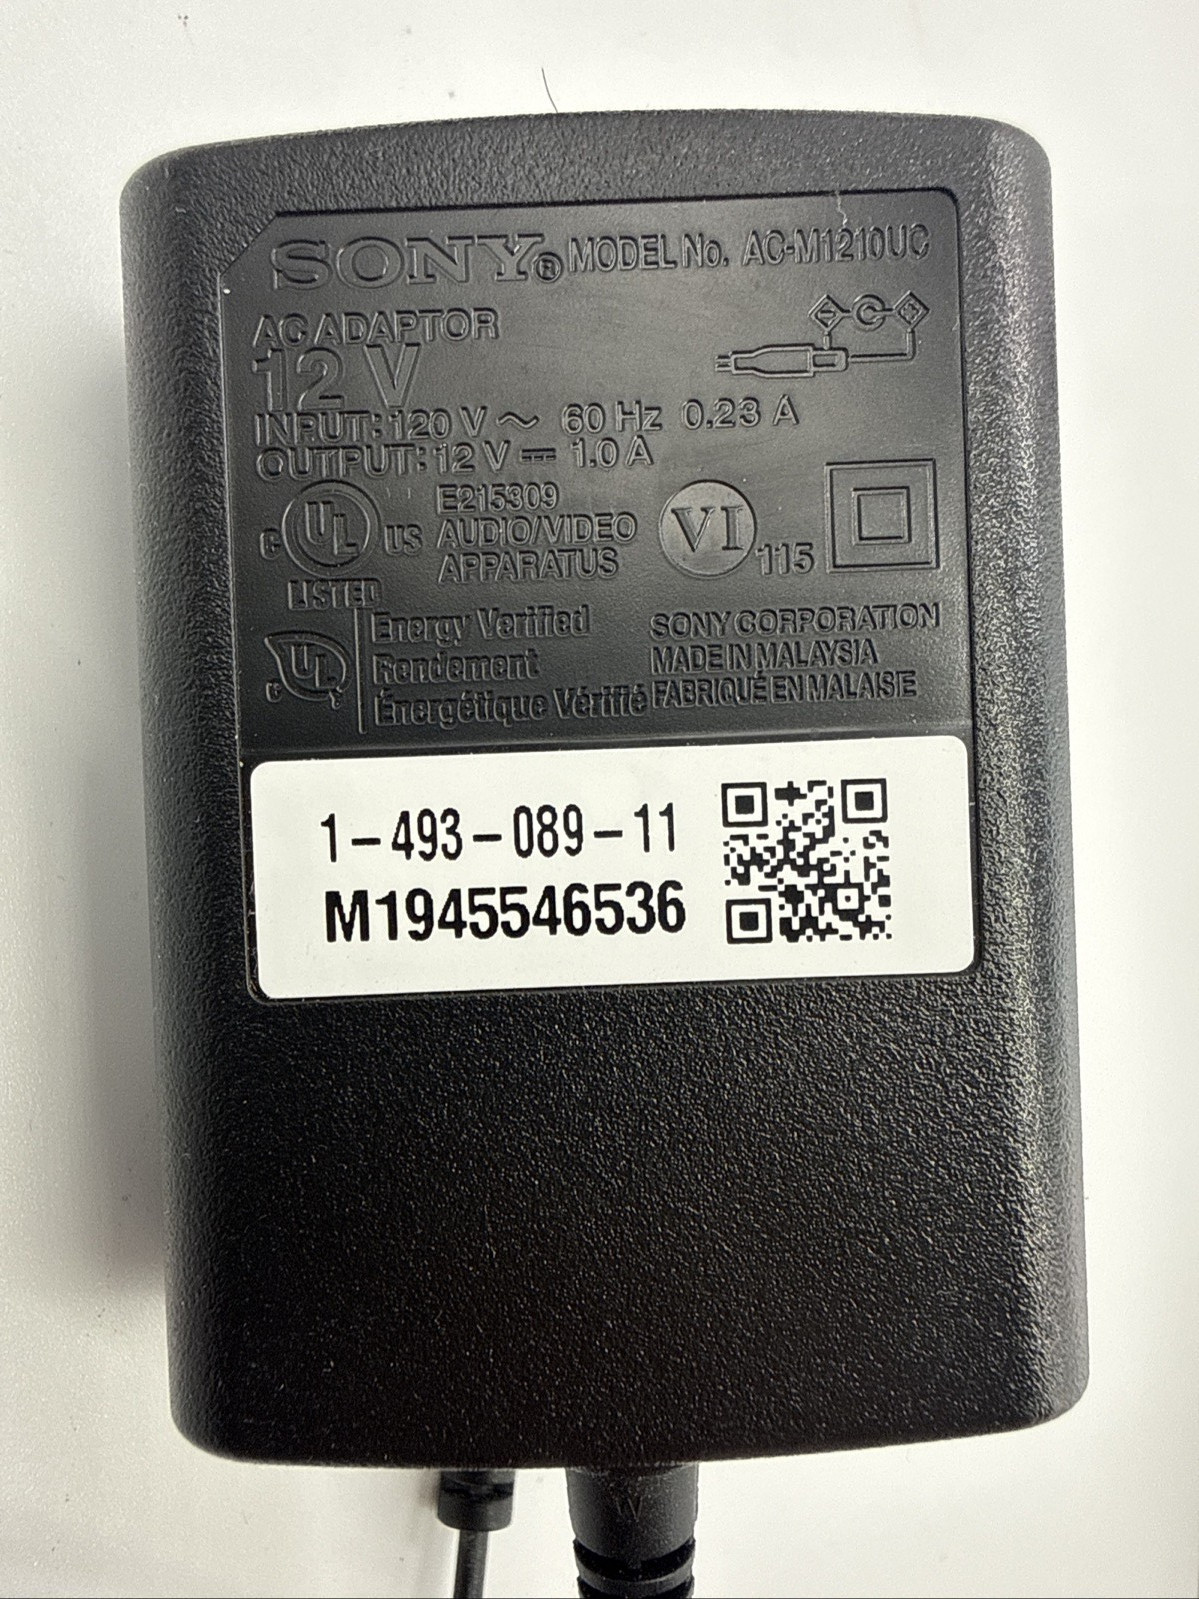 SONY® MODEL No. AC-M1210UC
AC ADAPTOR
12 V
INPUT: 120 V ~ 60 Hz 0.23 A
OUTPUT: 12 V ⎓ 1.0 A
C UL US
LISTED
E215309
AUDIO/VIDEO
APPARATUS
VI
115
UL
Energy Verified
Rendement
Énergétique Vérifié
SONY CORPORATION
MADE IN MALAYSIA
FABRIQUÉ EN MALAISIE
1-493-089-11
M1945546536